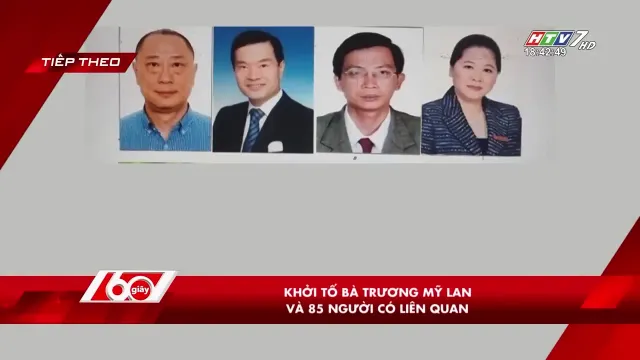 TIẾP THEO
HTV7 HD
18:42:49
60 giây
KHỞI TỐ BÀ TRƯƠNG MỸ LAN
VÀ 85 NGƯỜI CÓ LIÊN QUAN